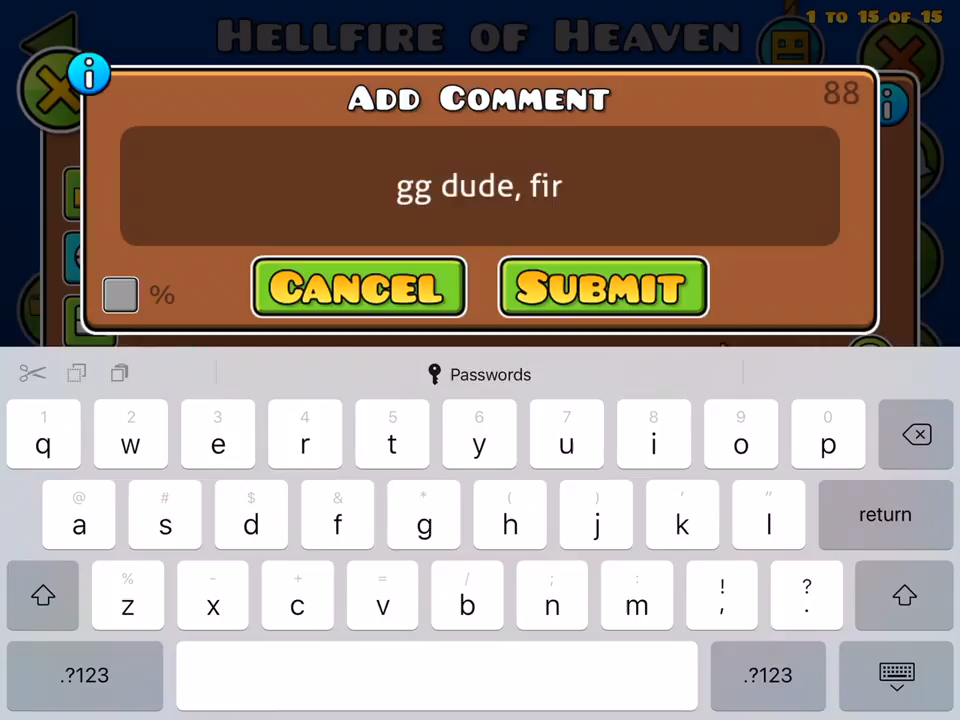 1 TO 15 OF 15
HELLFIRE OF HEAVEN
i
ADD COMMENT
88
i
gg dude, fir
%
CANCEL
SUBMIT
Passwords
1 2 3 4 5 6 7 8 9 0
q w e r t y u i o p
@ # $ & * ( ) ' "
a s d f g h j k l return
% - + = / ; : ! ?
z x c v b n m , .
.?123 .?123